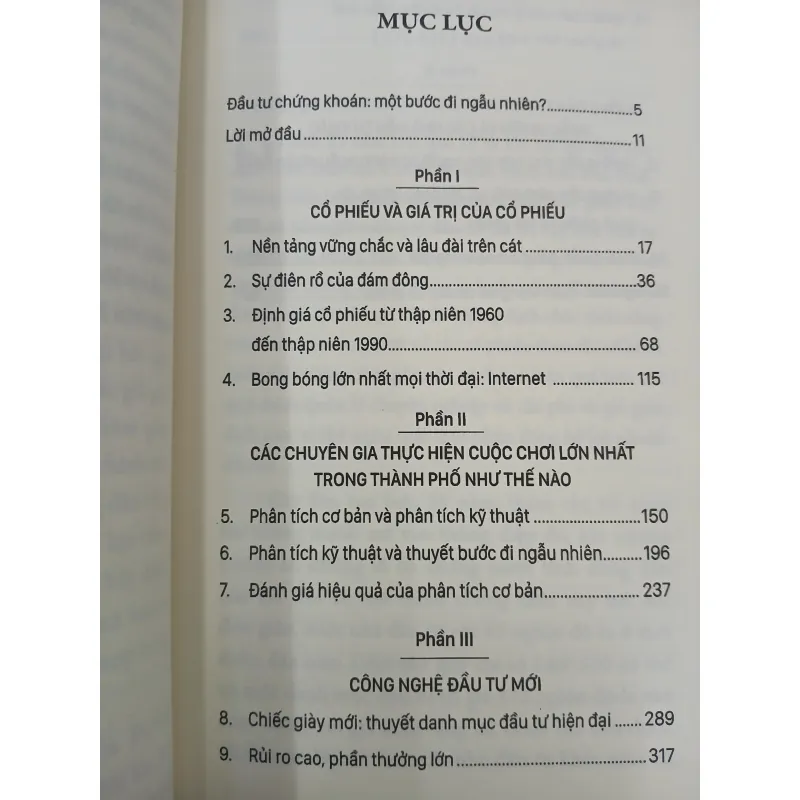 MỤC LỤC
Đầu tư chứng khoán: một bước đi ngẫu nhiên?..................5
Lời mở đầu.....................................................................11
Phần I
CỔ PHIẾU VÀ GIÁ TRỊ CỦA CỔ PHIẾU
1. Nền tảng vững chắc và lâu đài trên cát ...................... 17
2. Sự điên rồ của đám đông..........................................36
3. Định giá cổ phiếu từ thập niên 1960
đến thập niên 1990.................................................. 68
4. Bong bóng lớn nhất mọi thời đại: Internet ................ 115
Phần II
CÁC CHUYÊN GIA THỰC HIỆN CUỘC CHƠI LỚN NHẤT
TRONG THÀNH PHỐ NHƯ THẾ NÀO
5. Phân tích cơ bản và phân tích kỹ thuật .....................150
6. Phân tích kỹ thuật và thuyết bước đi ngẫu nhiên........196
7. Đánh giá hiệu quả của phân tích cơ bản................... 237
Phần III
CÔNG NGHỆ ĐẦU TƯ MỚI
8. Chiếc giày mới: thuyết danh mục đầu tư hiện đại ...... 289
9. Rủi ro cao, phần thưởng lớn ......................................317